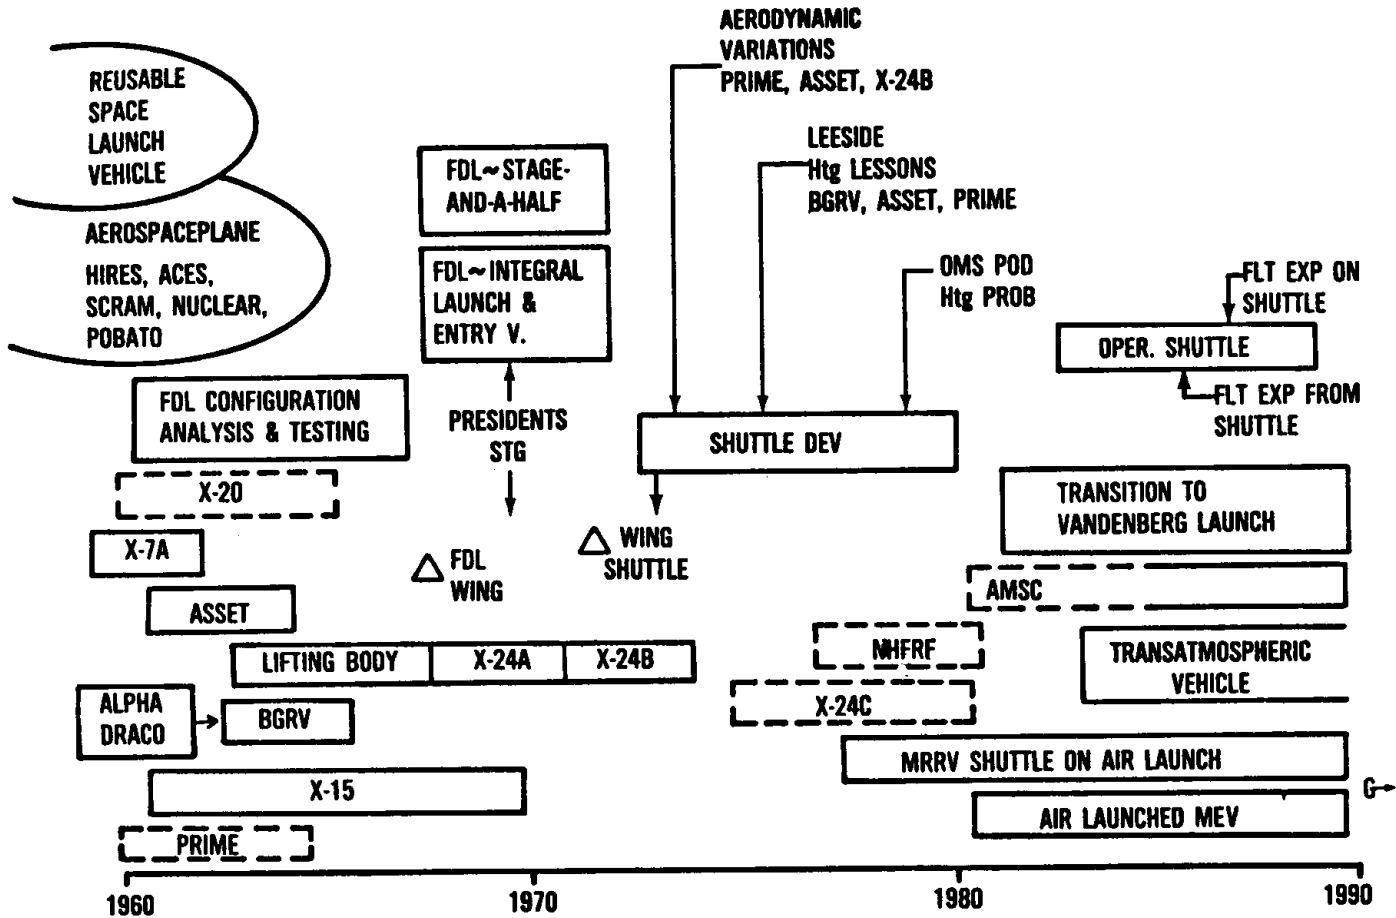 AERODYNAMIC
VARIATIONS
PRIME, ASSET, X-24B
REUSABLE
SPACE
LAUNCH
VEHICLE
AEROSPACEPLANE
HIRES, ACES,
SCRAM, NUCLEAR,
POBATO
FDL~STAGE-
AND-A-HALF
FDL~INTEGRAL
LAUNCH &
ENTRY V.
LEESIDE
Htg LESSONS
BGRV, ASSET, PRIME
OMS POD
Htg PROB
FLT EXP ON
SHUTTLE
OPER. SHUTTLE
FLT EXP FROM
SHUTTLE
FDL CONFIGURATION
ANALYSIS & TESTING
PRESIDENTS
STG
SHUTTLE DEV
X-20
TRANSITION TO
VANDENBERG LAUNCH
X-7A
FDL
WING
WING
SHUTTLE
AMSC
ASSET
NHFRF
TRANSATMOSPHERIC
VEHICLE
LIFTING BODY
X-24A
X-24B
ALPHA
DRACO
BGRV
X-24C
MRRV SHUTTLE ON AIR LAUNCH
X-15
G
AIR LAUNCHED MEV
PRIME
1960
1970
1980
1990